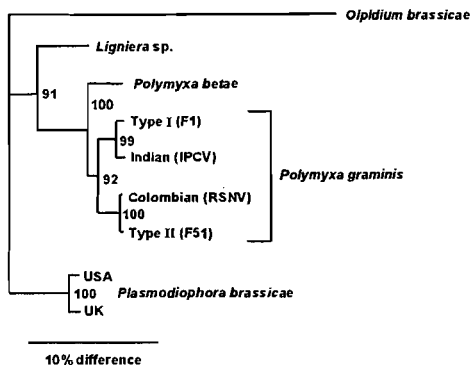 Olpidium brassicae
Ligniera sp.
91
Polymyxa betae
100
Type I (F1)
99
Indian (IPCV)
Polymyxa graminis
92
Colombian (RSNV)
100
Type II (F51)
USA
100
Plasmodiophora brassicae
UK
10% difference